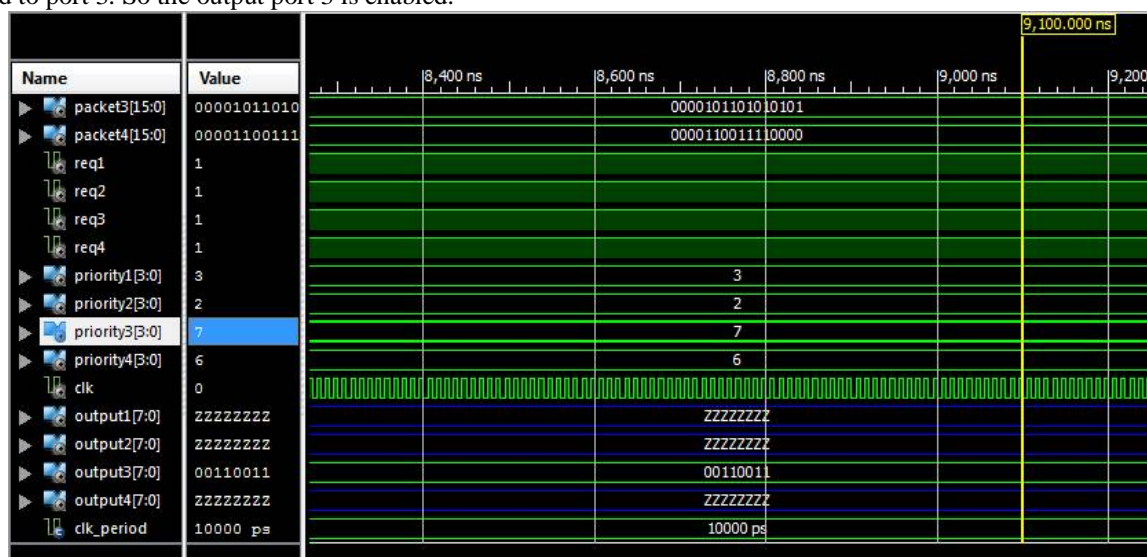 d to port 3. So the output port 3 is enabled.
9,100.000 ns
Name Value 8,400 ns 8,600 ns 8,800 ns 9,000 ns 9,200
packet3[15:0] 00001011010 0000101101010101
packet4[15:0] 00001100111 0000110011110000
req1 1
req2 1
req3 1
req4 1
priority1[3:0] 3 3
priority2[3:0] 2 2
priority3[3:0] 7 7
priority4[3:0] 6 6
clk 0
output1[7:0] ZZZZZZZZ ZZZZZZZZ
output2[7:0] ZZZZZZZZ ZZZZZZZZ
output3[7:0] 00110011 00110011
output4[7:0] ZZZZZZZZ ZZZZZZZZ
clk_period 10000 ps 10000 ps